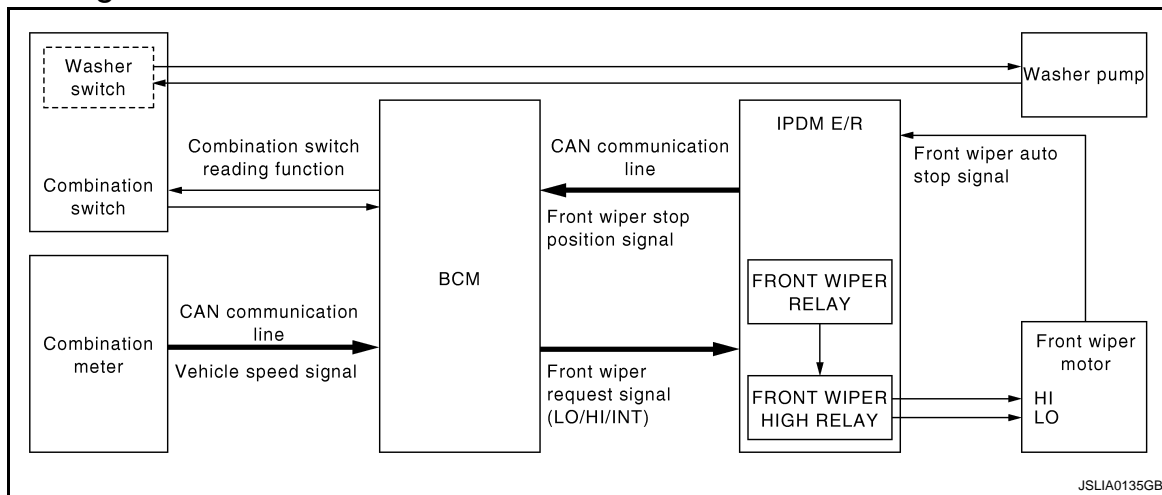 Washer
switch
Washer pump
Combination switch
reading function
Combination
switch
BCM
CAN communication
line
Front wiper stop
position signal
IPDM E/R
Front wiper auto
stop signal
Combination
meter
CAN communication
line
Vehicle speed signal
Front wiper
request signal
(LO/HI/INT)
FRONT WIPER
RELAY
FRONT WIPER
HIGH RELAY
Front wiper
motor
HI
LO
JSLIA0135GB